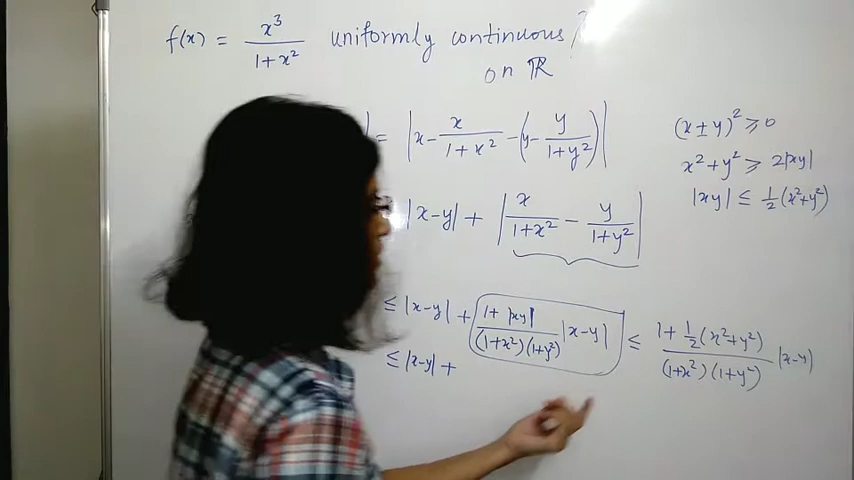 f(x) = x³ / (1+x²) uniformly continuous?
on ℝ
| = | x - x/(1+x²) - (y - y/(1+y²)) |
|x-y| + | x/(1+x²) - y/(1+y²) |
≤ |x-y| + (1+|xy|)/((1+x²)(1+y²)) |x-y| ≤ (1+½(x²+y²))/((1+x²)(1+y²)) |x-y|
≤ |x-y| +
(x±y)² ≥ 0
x²+y² ≥ 2|xy|
|xy| ≤ ½(x²+y²)